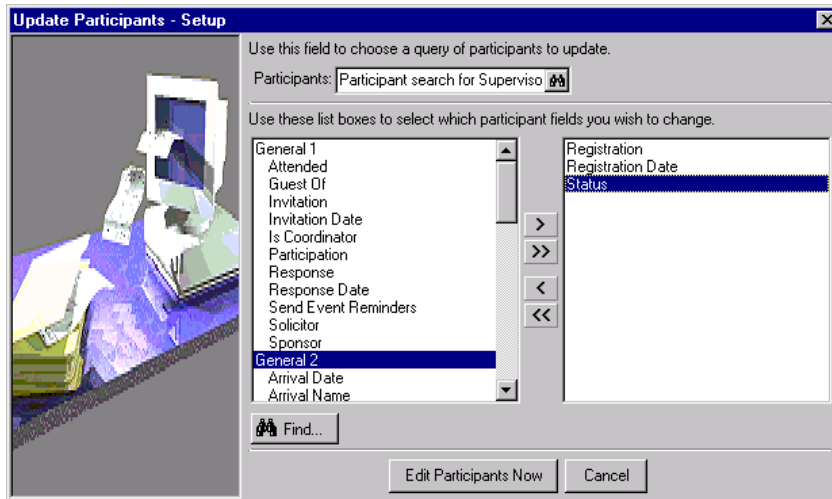 Update Participants - Setup
Use this field to choose a query of participants to update.
Participants: Participant search for Superviso
Use these list boxes to select which participant fields you wish to change.
General 1
Attended
Guest Of
Invitation
Invitation Date
Is Coordinator
Participation
Response
Response Date
Send Event Reminders
Solicitor
Sponsor
General 2
Arrival Date
Arrival Name
>
>>
<
<<
Registration
Registration Date
Status
Find...
Edit Participants Now
Cancel